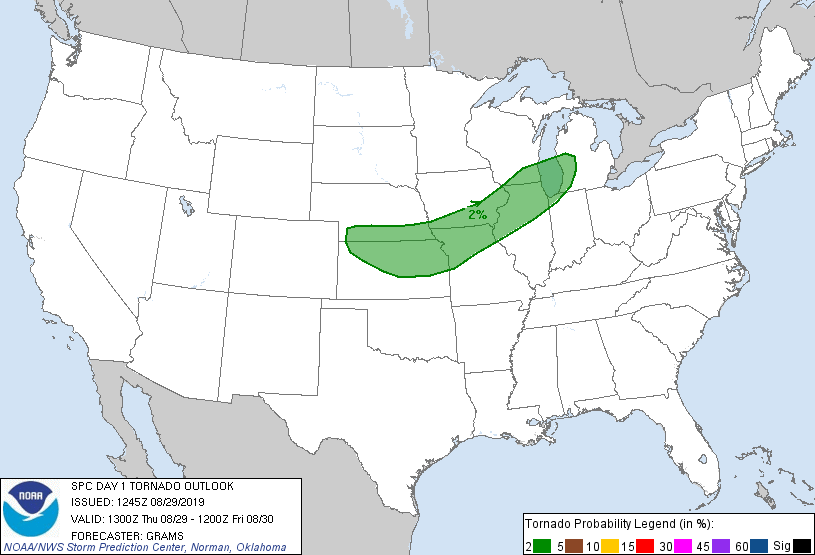 2%
NOAA
SPC DAY 1 TORNADO OUTLOOK
ISSUED: 1245Z 08/29/2019
VALID: 1300Z Thu 08/29 - 1200Z Fri 08/30
FORECASTER: GRAMS
NOAA/NWS Storm Prediction Center, Norman, Oklahoma
Tornado Probability Legend (in %):
2 5 10 15 30 45 60 Sig